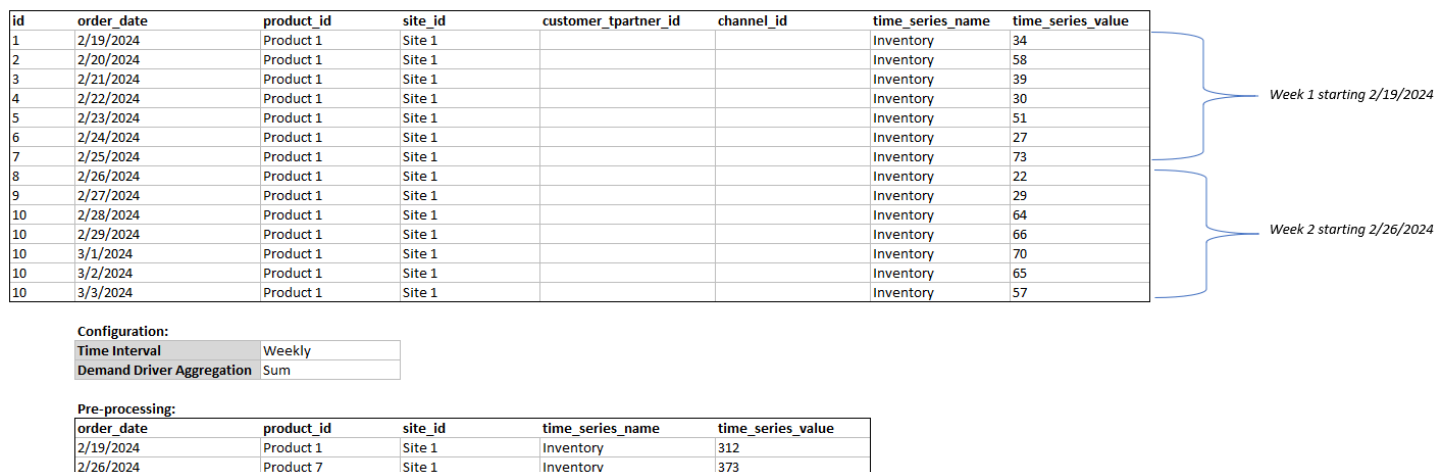 id order_date product_id site_id customer_tpartner_id channel_id time_series_name time_series_value
1 2/19/2024 Product 1 Site 1 Inventory 34
2 2/20/2024 Product 1 Site 1 Inventory 58
3 2/21/2024 Product 1 Site 1 Inventory 39
4 2/22/2024 Product 1 Site 1 Inventory 30
Week 1 starting 2/19/2024
5 2/23/2024 Product 1 Site 1 Inventory 51
6 2/24/2024 Product 1 Site 1 Inventory 27
7 2/25/2024 Product 1 Site 1 Inventory 73
8 2/26/2024 Product 1 Site 1 Inventory 22
9 2/27/2024 Product 1 Site 1 Inventory 29
10 2/28/2024 Product 1 Site 1 Inventory 64
10 2/29/2024 Product 1 Site 1 Inventory 66
Week 2 starting 2/26/2024
10 3/1/2024 Product 1 Site 1 Inventory 70
10 3/2/2024 Product 1 Site 1 Inventory 65
10 3/3/2024 Product 1 Site 1 Inventory 57
Configuration:
Time Interval Weekly
Demand Driver Aggregation Sum
Pre-processing:
order_date product_id site_id time_series_name time_series_value
2/19/2024 Product 1 Site 1 Inventory 312
2/26/2024 Product 7 Site 1 Inventory 373